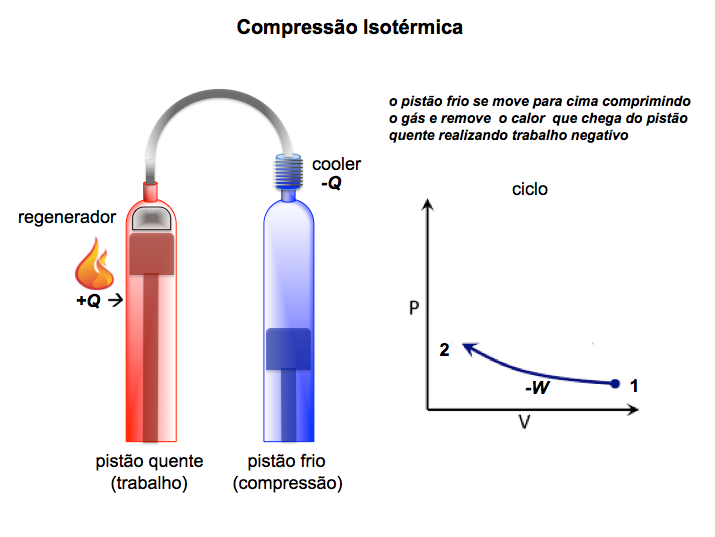 Compressão Isotérmica
o pistão frio se move para cima comprimindo
o gás e remove o calor que chega do pistão
quente realizando trabalho negativo
cooler
-Q
regenerador
+Q →
ciclo
P
2
1
-W
V
pistão quente
(trabalho)
pistão frio
(compressão)